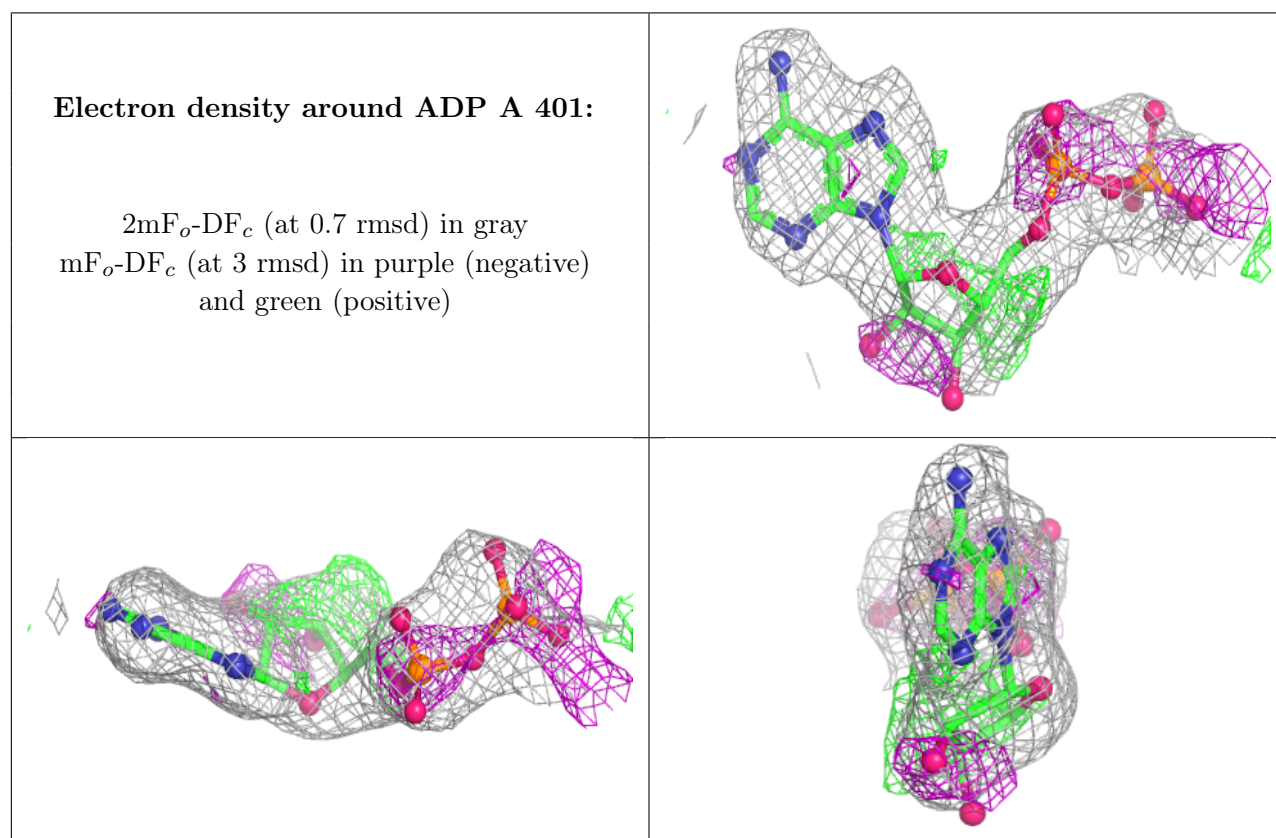 Electron density around ADP A 401:
2mFₒ-DF𝒸 (at 0.7 rmsd) in gray
mFₒ-DF𝒸 (at 3 rmsd) in purple (negative)
and green (positive)